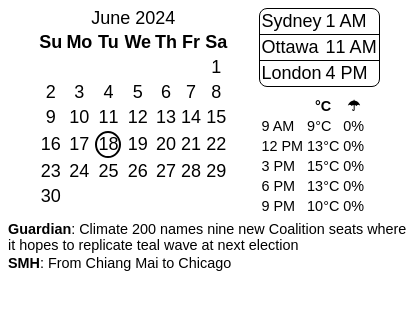 June 2024
Su Mo Tu We Th Fr Sa
1
2 3 4 5 6 7 8
9 10 11 12 13 14 15
16 17 18 19 20 21 22
23 24 25 26 27 28 29
30
Sydney 1 AM
Ottawa 11 AM
London 4 PM
°C ☂
9 AM 9°C 0%
12 PM 13°C 0%
3 PM 15°C 0%
6 PM 13°C 0%
9 PM 10°C 0%
Guardian: Climate 200 names nine new Coalition seats where
it hopes to replicate teal wave at next election
SMH: From Chiang Mai to Chicago